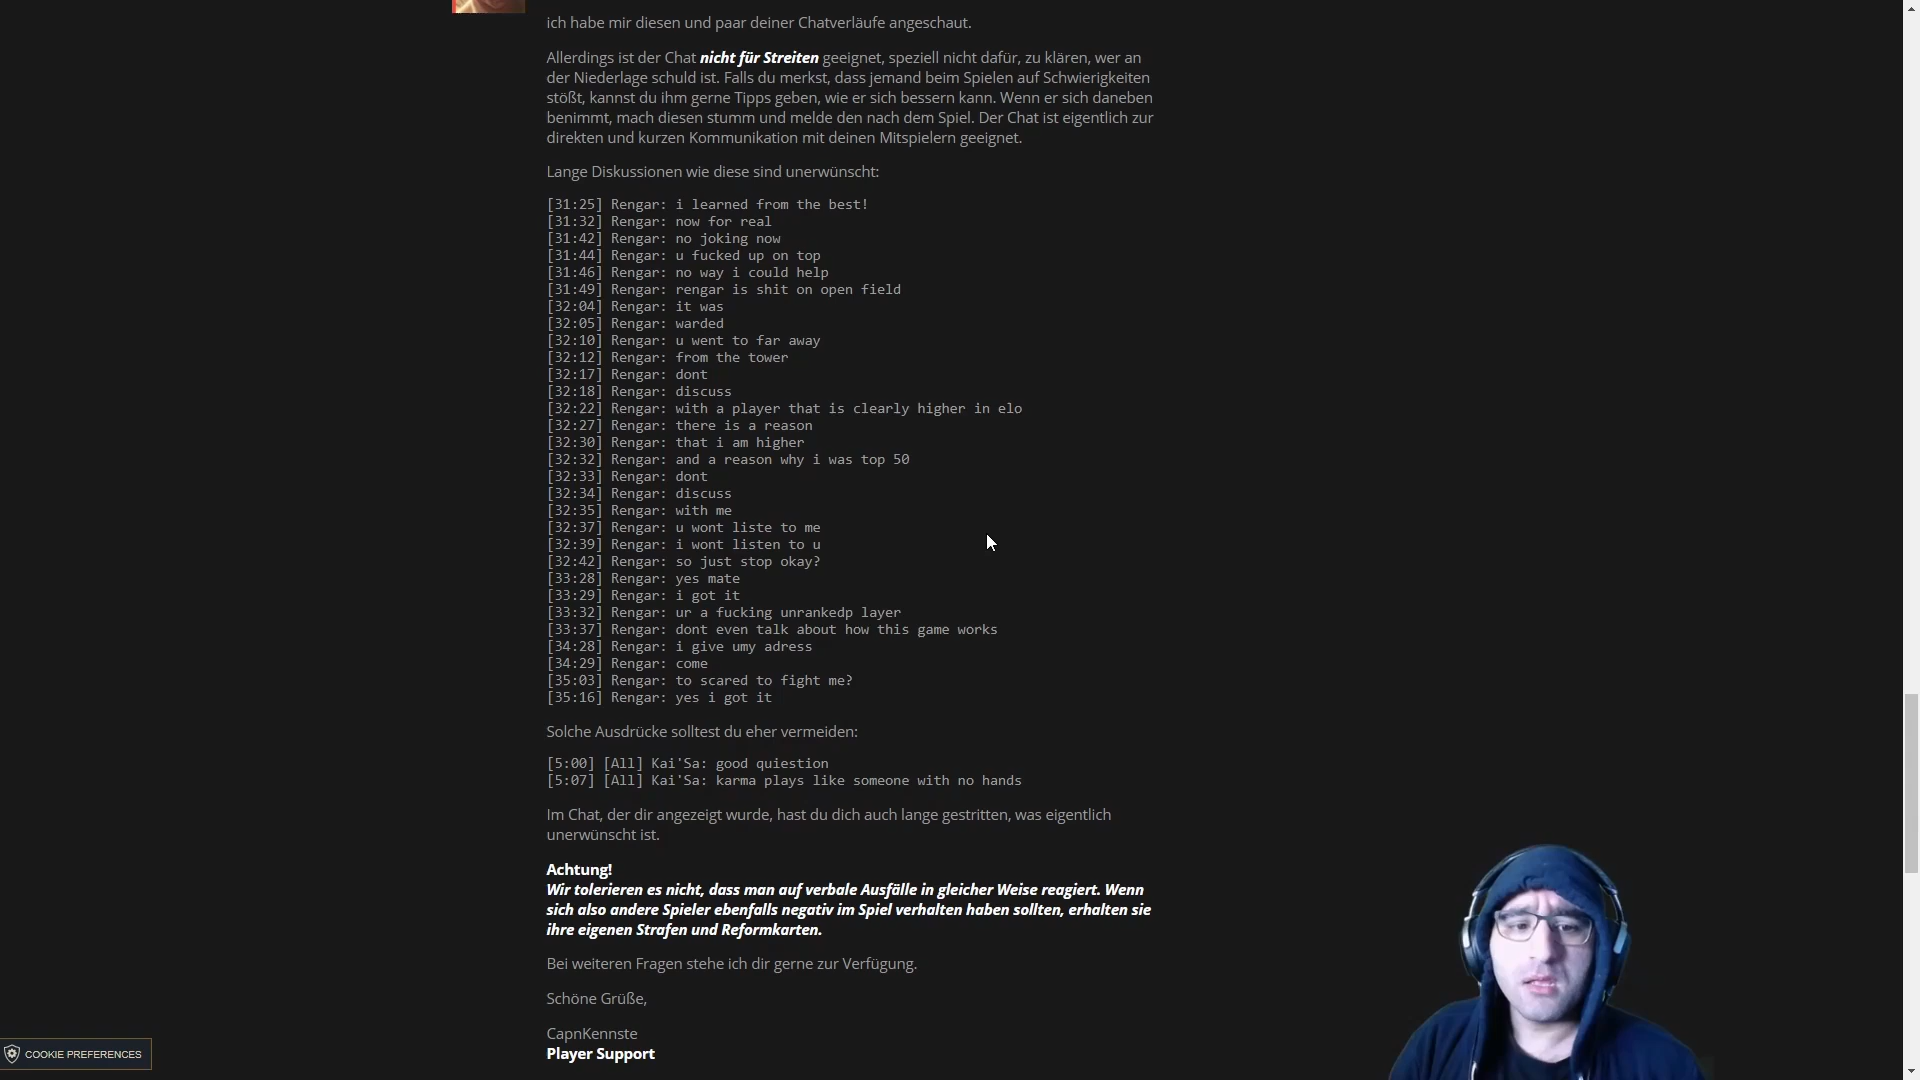 ich habe mir diesen und paar deiner Chatverläufe angeschaut.
Allerdings ist der Chat nicht für Streiten geeignet, speziell nicht dafür, zu klären, wer an
der Niederlage schuld ist. Falls du merkst, dass jemand beim Spielen auf Schwierigkeiten
stößt, kannst du ihm gerne Tipps geben, wie er sich bessern kann. Wenn er sich daneben
benimmt, mach diesen stumm und melde den nach dem Spiel. Der Chat ist eigentlich zur
direkten und kurzen Kommunikation mit deinen Mitspielern geeignet.
Lange Diskussionen wie diese sind unerwünscht:
[31:25] Rengar: i learned from the best!
[31:32] Rengar: now for real
[31:42] Rengar: no joking now
[31:44] Rengar: u fucked up on top
[31:46] Rengar: no way i could help
[31:49] Rengar: rengar is shit on open field
[32:04] Rengar: it was
[32:05] Rengar: warded
[32:10] Rengar: u went to far away
[32:12] Rengar: from the tower
[32:17] Rengar: dont
[32:18] Rengar: discuss
[32:22] Rengar: with a player that is clearly higher in elo
[32:27] Rengar: there is a reason
[32:30] Rengar: that i am higher
[32:32] Rengar: and a reason why i was top 50
[32:33] Rengar: dont
[32:34] Rengar: discuss
[32:35] Rengar: with me
[32:37] Rengar: u wont liste to me
[32:39] Rengar: i wont listen to u
[32:42] Rengar: so just stop okay?
[33:28] Rengar: yes mate
[33:29] Rengar: i got it
[33:32] Rengar: ur a fucking unrankedp layer
[33:37] Rengar: dont even talk about how this game works
[34:28] Rengar: i give umy adress
[34:29] Rengar: come
[35:03] Rengar: to scared to fight me?
[35:16] Rengar: yes i got it
Solche Ausdrücke solltest du eher vermeiden:
[5:00] [All] Kai'Sa: good quiestion
[5:07] [All] Kai'Sa: karma plays like someone with no hands
Im Chat, der dir angezeigt wurde, hast du dich auch lange gestritten, was eigentlich
unerwünscht ist.
Achtung!
Wir tolerieren es nicht, dass man auf verbale Ausfälle in gleicher Weise reagiert. Wenn
sich also andere Spieler ebenfalls negativ im Spiel verhalten haben sollten, erhalten sie
ihre eigenen Strafen und Reformkarten.
Bei weiteren Fragen stehe ich dir gerne zur Verfügung.
Schöne Grüße,
CapnKennste
Player Support
COOKIE PREFERENCES